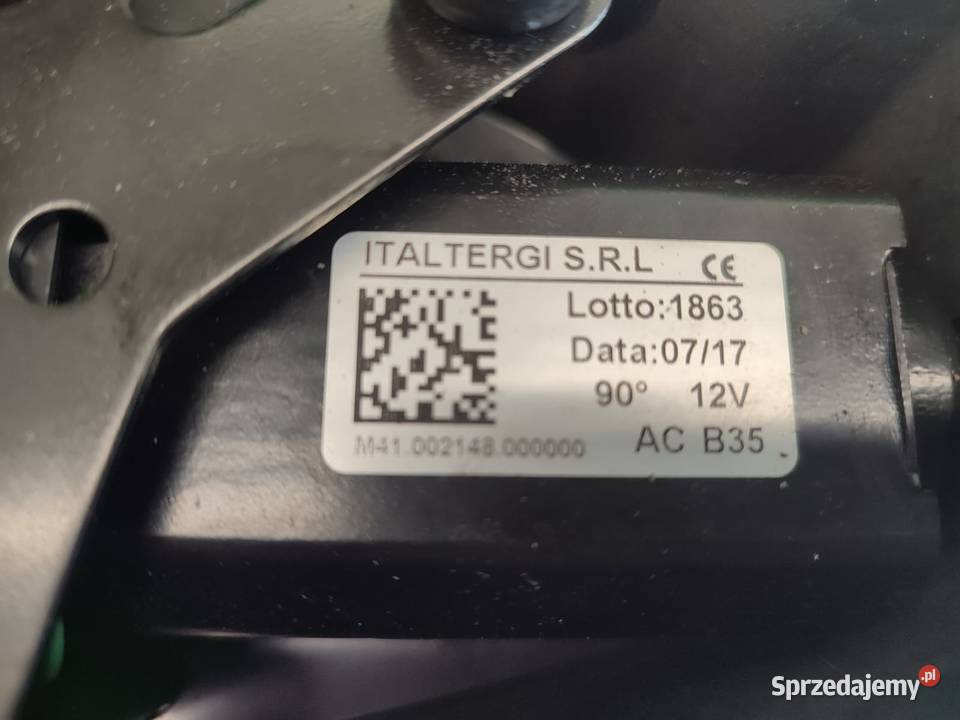 ITALTERGI S.R.L CE
Lotto:1863
Data:07/17
90° 12V
M41.002148.000000 AC B35
Sprzedajemy.pl